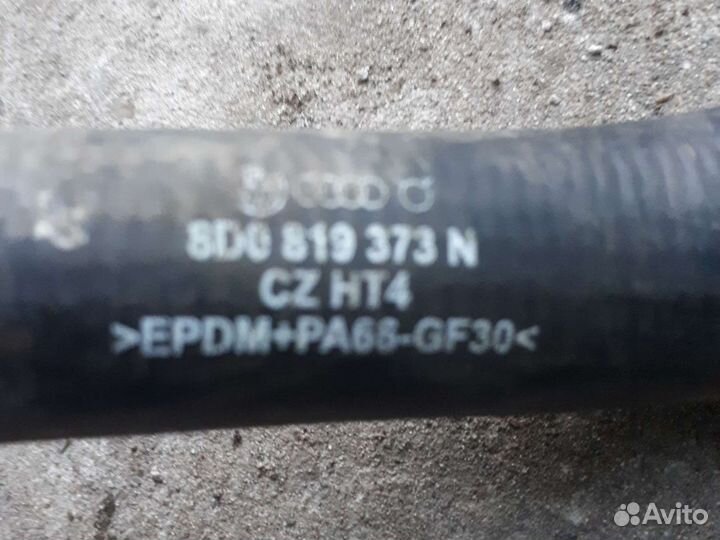 8D0 819 373 N
CZ HT4
>EPDM+PA66-GF30<
Avito